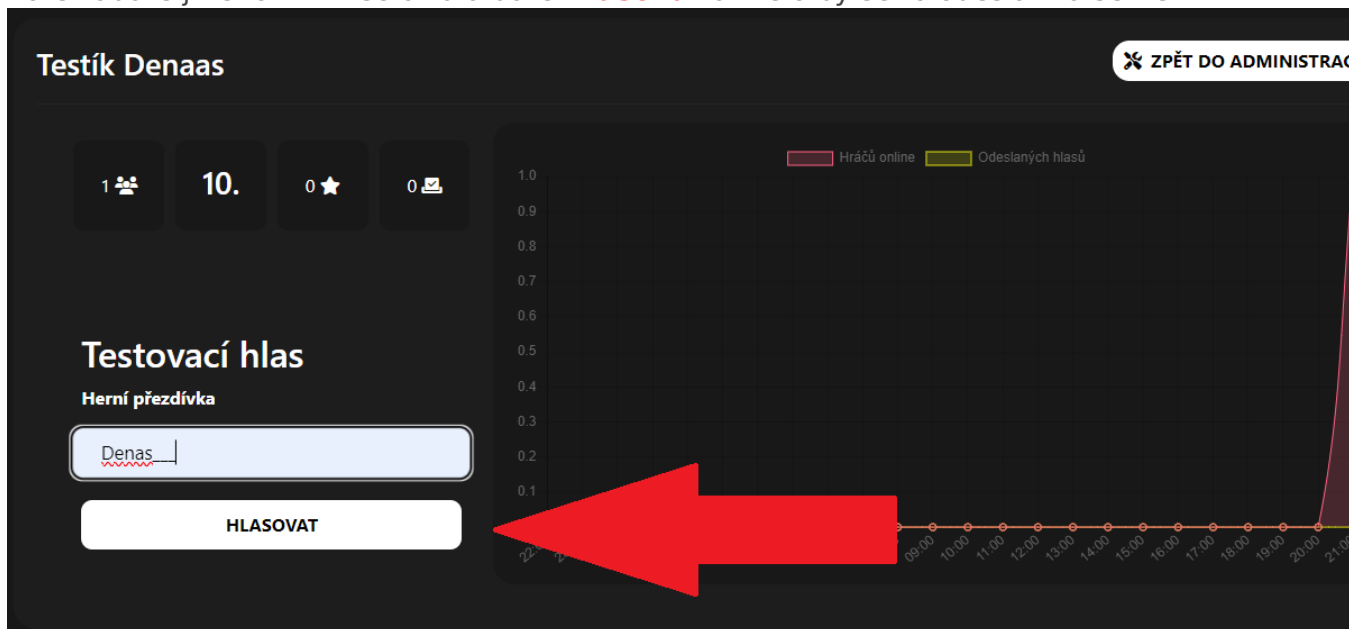 Testík Denaas
ZPĚT DO ADMINISTRAC
1
10.
0
0
Hráčů online
Odeslaných hlasů
1.0
0.9
0.8
0.7
0.6
0.5
0.4
0.3
0.2
0.1
Testovací hlas
Herní přezdívka
Denas___
HLASOVAT
09:00 10:00 11:00 12:00 13:00 14:00 15:00 16:00 17:00 18:00 19:00 20:00 21:00